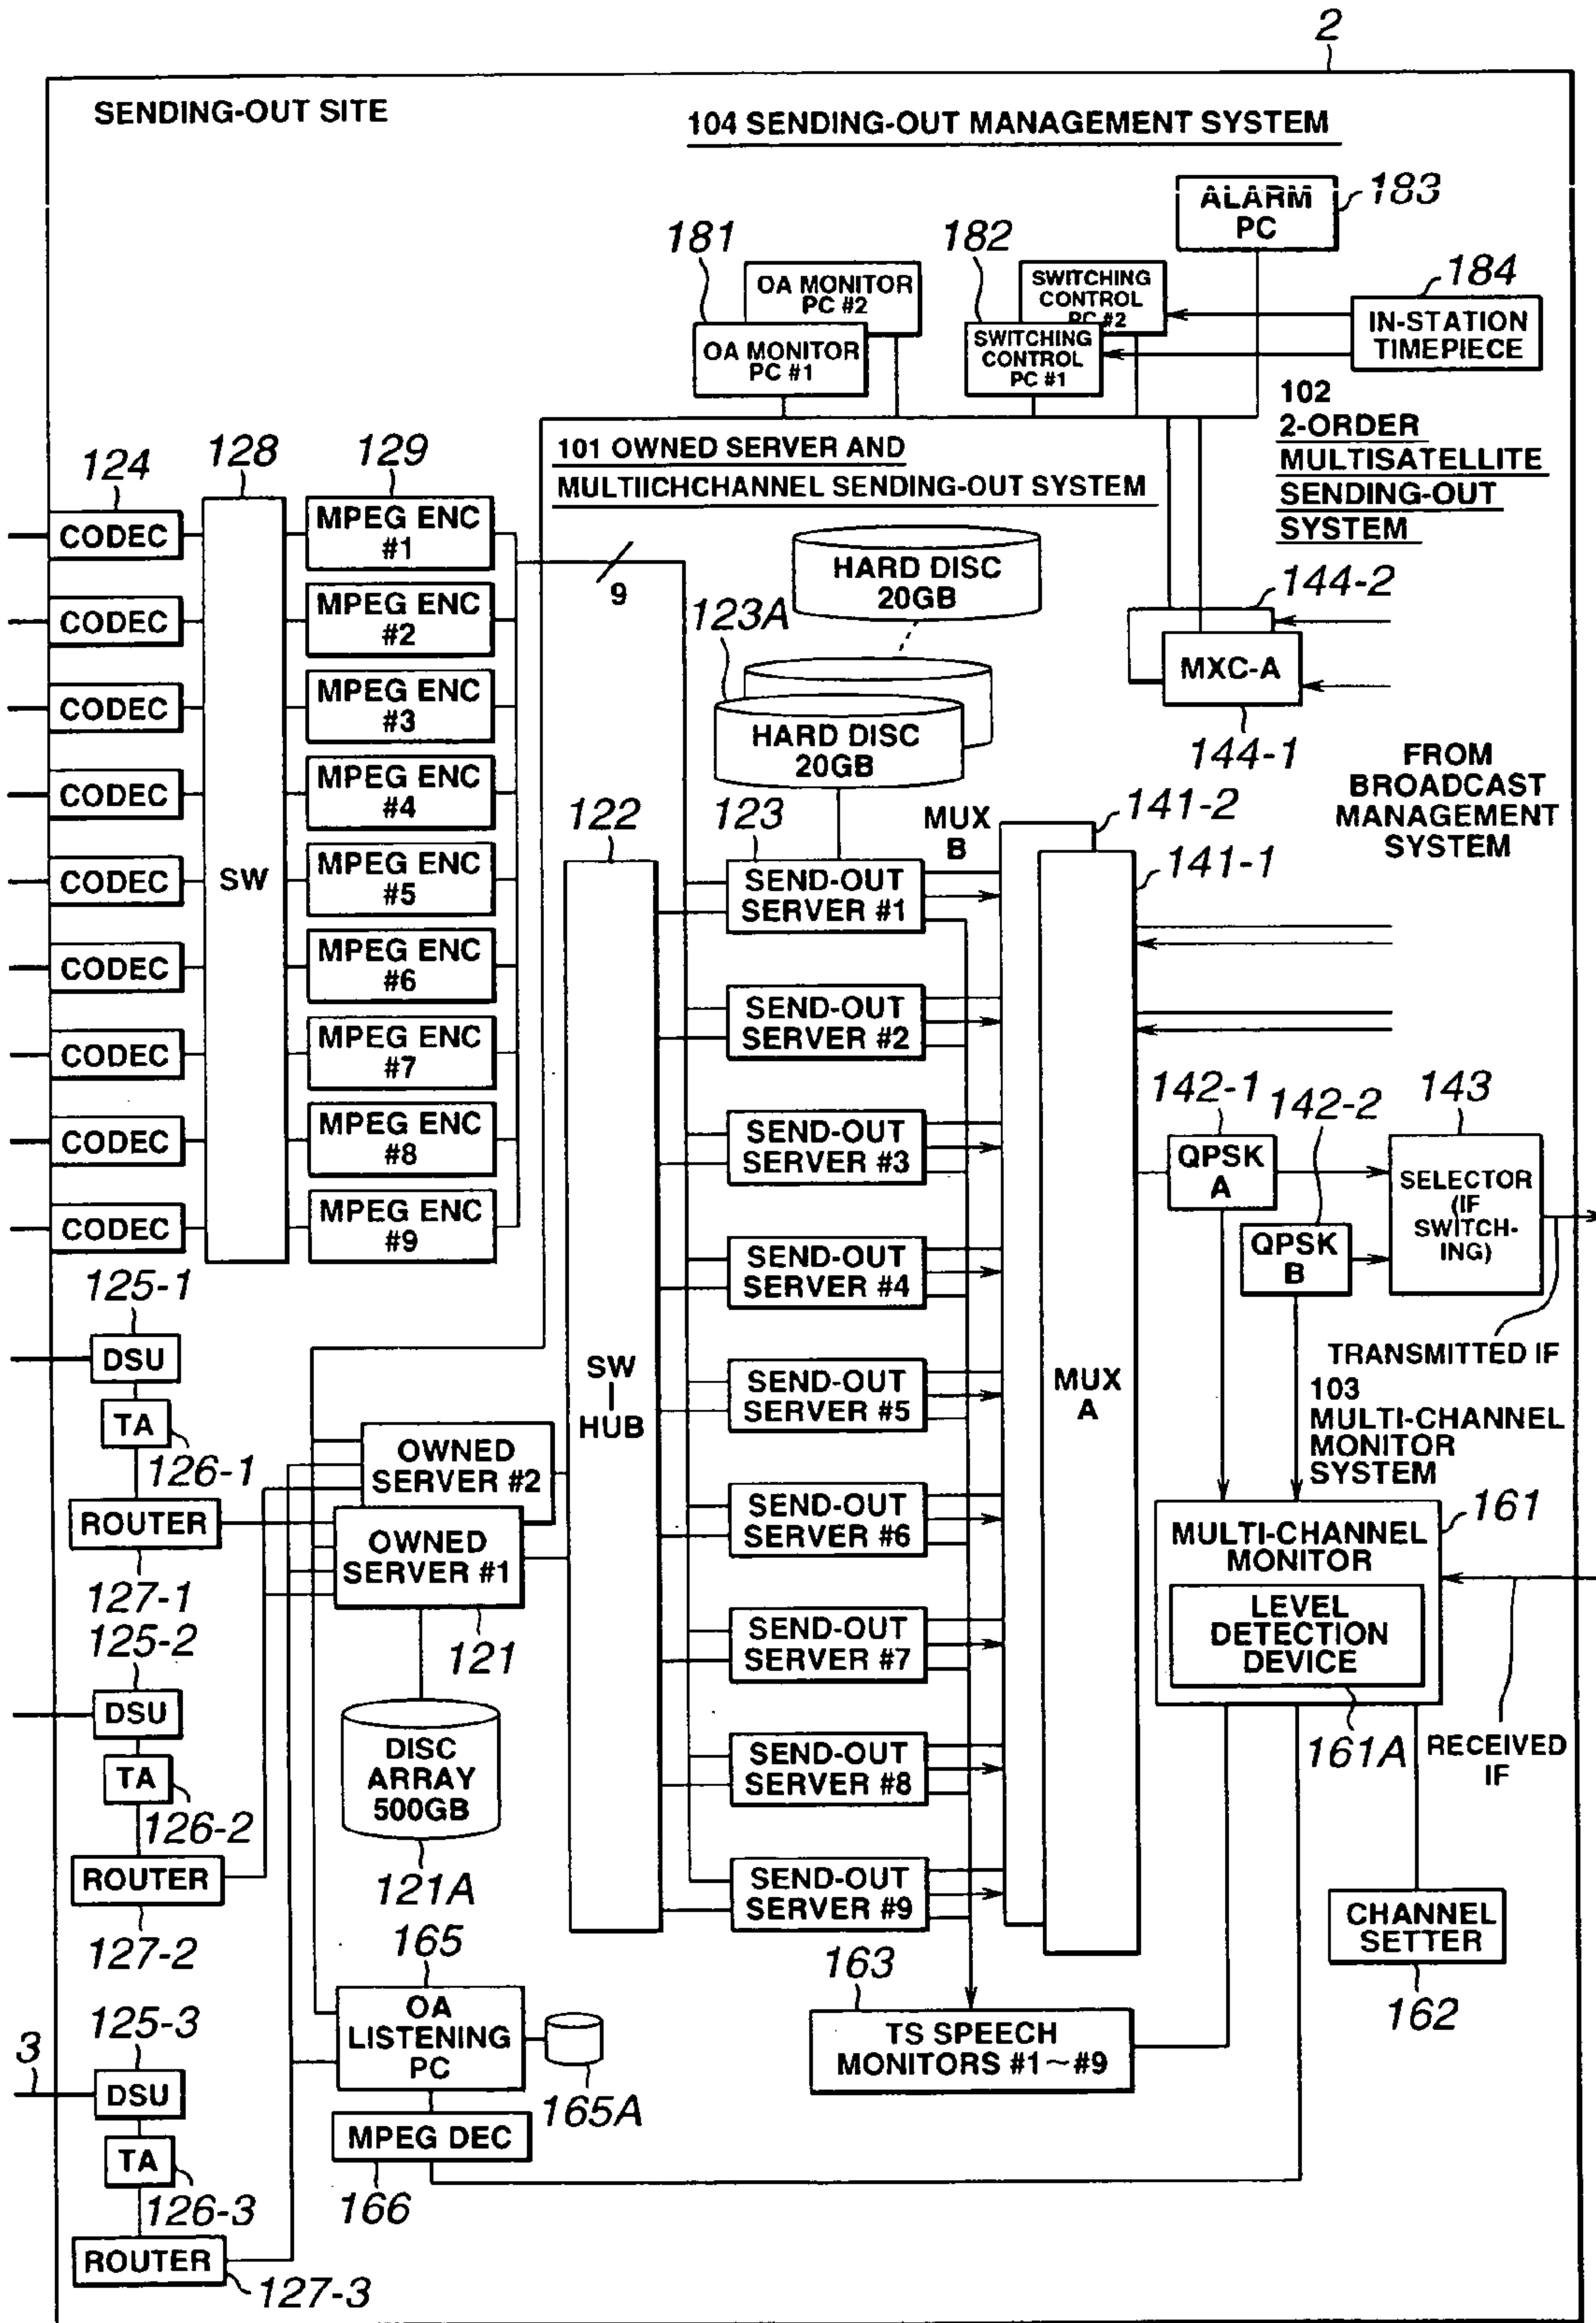 2
SENDING-OUT SITE
104 SENDING-OUT MANAGEMENT SYSTEM
ALARM
PC
183
181
182
184
OA MONITOR
PC #2
OA MONITOR
PC #1
SWITCHING
CONTROL
PC #2
SWITCHING
CONTROL
PC #1
IN-STATION
TIMEPIECE
102
2-ORDER
MULTISATELLITE
SENDING-OUT
SYSTEM
101 OWNED SERVER AND
MULTIICHCHANNEL SENDING-OUT SYSTEM
124
128
129
CODEC
CODEC
CODEC
CODEC
CODEC
CODEC
CODEC
CODEC
CODEC
SW
MPEG ENC
#1
MPEG ENC
#2
MPEG ENC
#3
MPEG ENC
#4
MPEG ENC
#5
MPEG ENC
#6
MPEG ENC
#7
MPEG ENC
#8
MPEG ENC
#9
9
HARD DISC
20GB
123A
HARD DISC
20GB
144-2
MXC-A
144-1
FROM
BROADCAST
MANAGEMENT
SYSTEM
122
123
MUX
B
141-2
141-1
SW
|
HUB
SEND-OUT
SERVER #1
SEND-OUT
SERVER #2
SEND-OUT
SERVER #3
SEND-OUT
SERVER #4
SEND-OUT
SERVER #5
SEND-OUT
SERVER #6
SEND-OUT
SERVER #7
SEND-OUT
SERVER #8
SEND-OUT
SERVER #9
MUX
A
142-1
142-2
143
QPSK
A
QPSK
B
SELECTOR
(IF
SWITCH-
ING)
TRANSMITTED IF
103
MULTI-CHANNEL
MONITOR
SYSTEM
161
MULTI-CHANNEL
MONITOR
LEVEL
DETECTION
DEVICE
161A
RECEIVED
IF
CHANNEL
SETTER
162
125-1
DSU
TA
126-1
ROUTER
127-1
125-2
DSU
TA
126-2
ROUTER
127-2
125-3
3
DSU
TA
126-3
ROUTER
127-3
OWNED
SERVER #2
OWNED
SERVER #1
121
DISC
ARRAY
500GB
121A
165
OA
LISTENING
PC
165A
MPEG DEC
166
163
TS SPEECH
MONITORS #1~#9